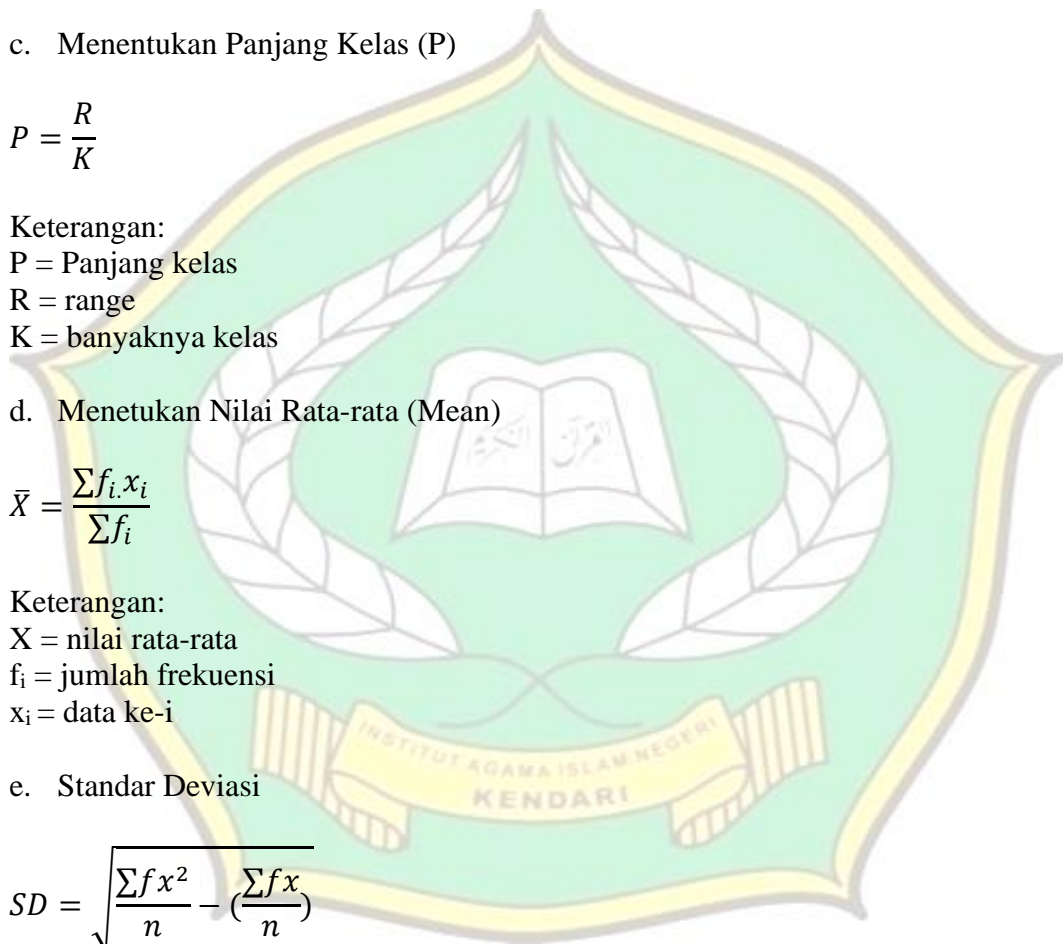 c. Menentukan Panjang Kelas (P)
P = R/K
Keterangan:
P = Panjang kelas
R = range
K = banyaknya kelas
d. Menetukan Nilai Rata-rata (Mean)
X̄ = ∑fᵢ.xᵢ / ∑fᵢ
Keterangan:
X = nilai rata-rata
fᵢ = jumlah frekuensi
xᵢ = data ke-i
INSTITUT AGAMA ISLAM NEGERI
KENDARI
e. Standar Deviasi
SD = √(∑fx²/n − (∑fx/n))